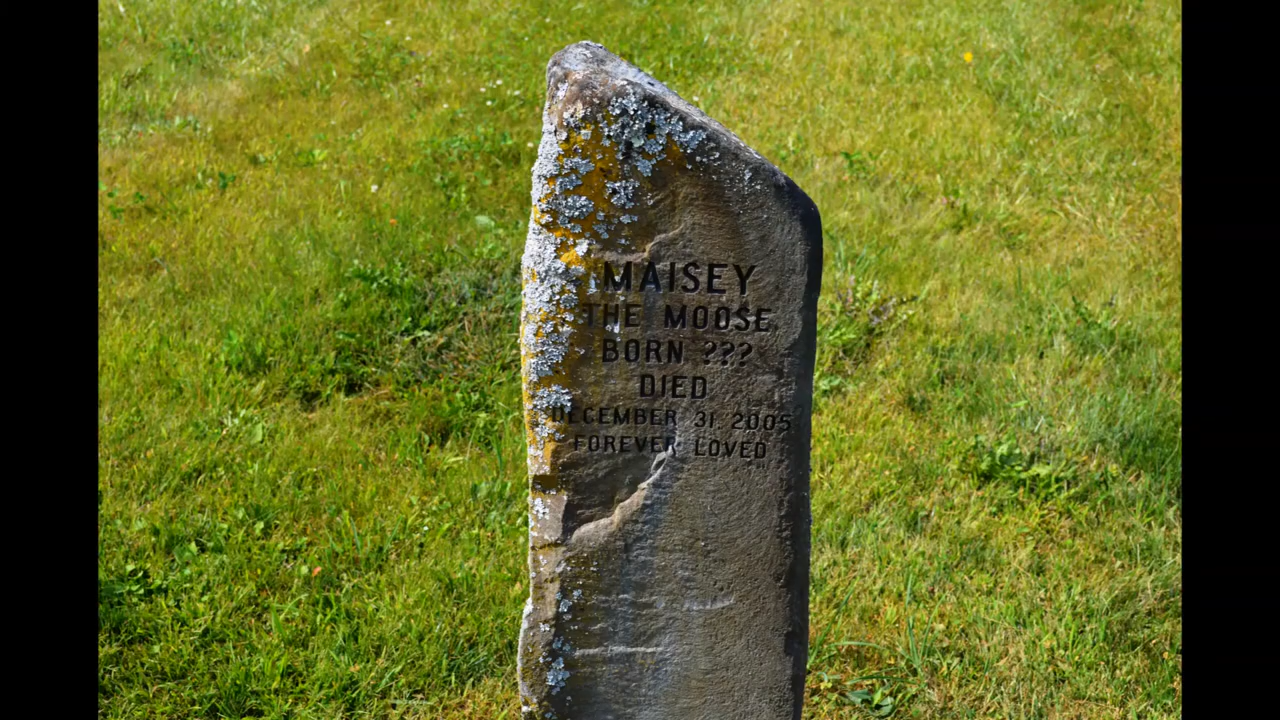 MAISEY
THE MOOSE
BORN ???
DIED
DECEMBER 31, 2005
FOREVER LOVED